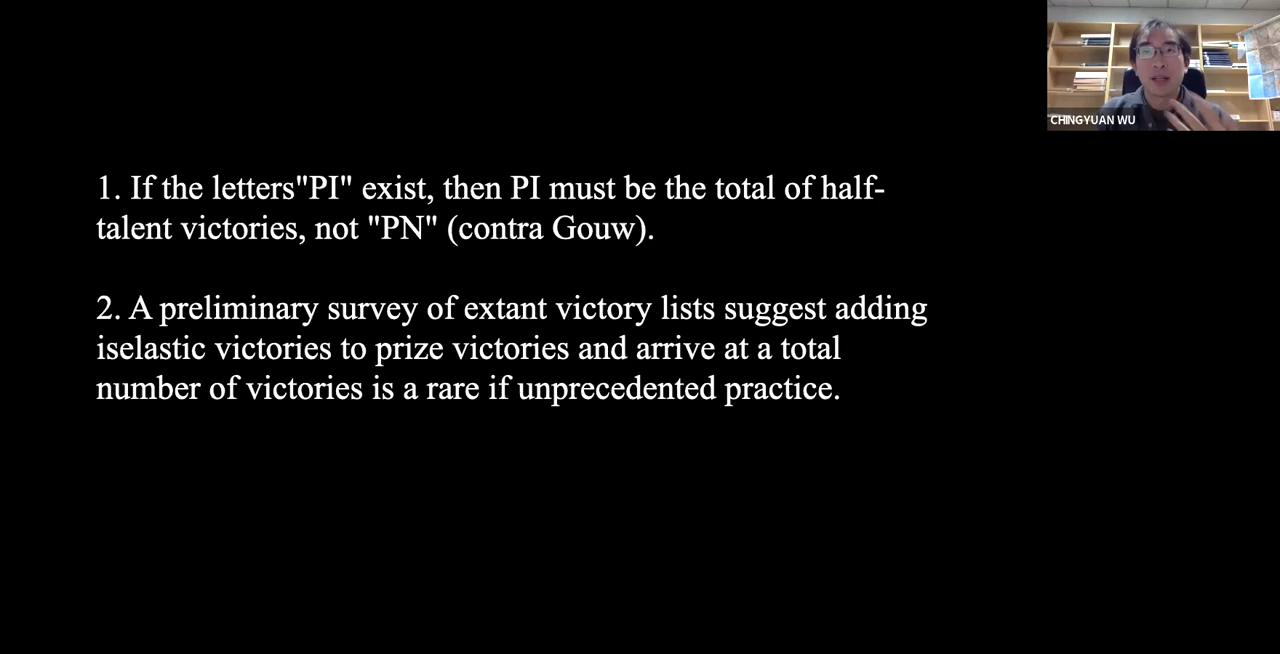 CHINGYUAN WU
1. If the letters"PI" exist, then PI must be the total of half-
talent victories, not "PN" (contra Gouw).
2. A preliminary survey of extant victory lists suggest adding
iselastic victories to prize victories and arrive at a total
number of victories is a rare if unprecedented practice.